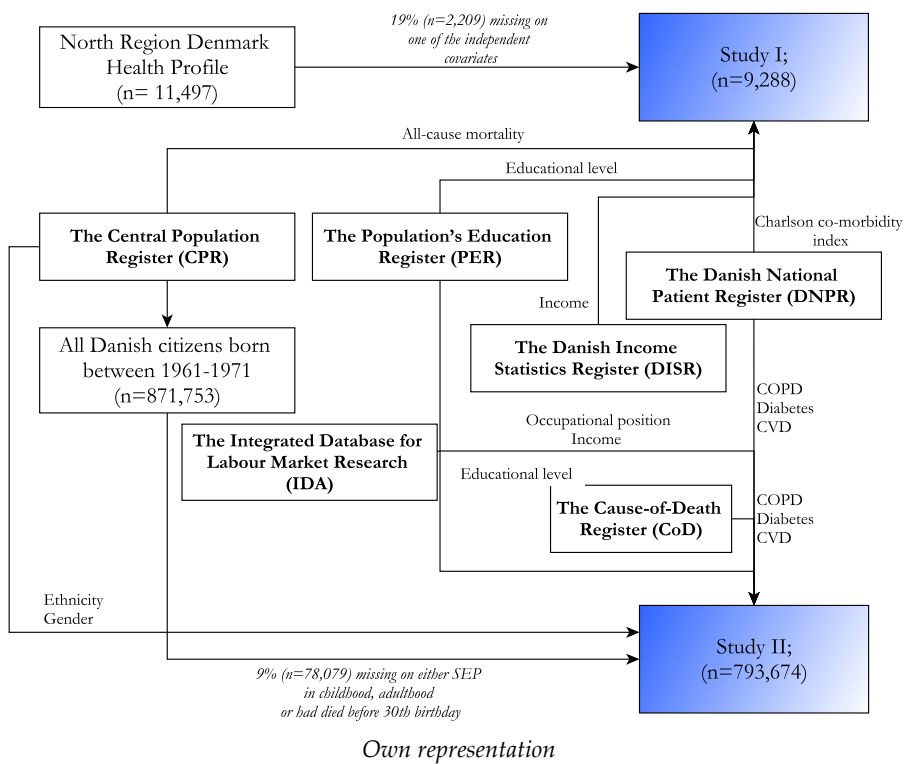 19% (n=2,209) missing on
one of the independent
covariates
North Region Denmark
Health Profile
(n= 11,497)
Study I;
(n=9,288)
All-cause mortality
Educational level
The Central Population
Register (CPR)
The Population's Education
Register (PER)
Charlson co-morbidity
index
The Danish National
Patient Register (DNPR)
Income
All Danish citizens born
between 1961-1971
(n=871,753)
The Danish Income
Statistics Register (DISR)
COPD
Diabetes
CVD
Occupational position
Income
The Integrated Database for
Labour Market Research
(IDA)
Educational level
The Cause-of-Death
Register (CoD)
COPD
Diabetes
CVD
Ethnicity
Gender
Study II;
(n=793,674)
9% (n=78,079) missing on either SEP
in childhood, adulthood
or had died before 30th birthday
Own representation